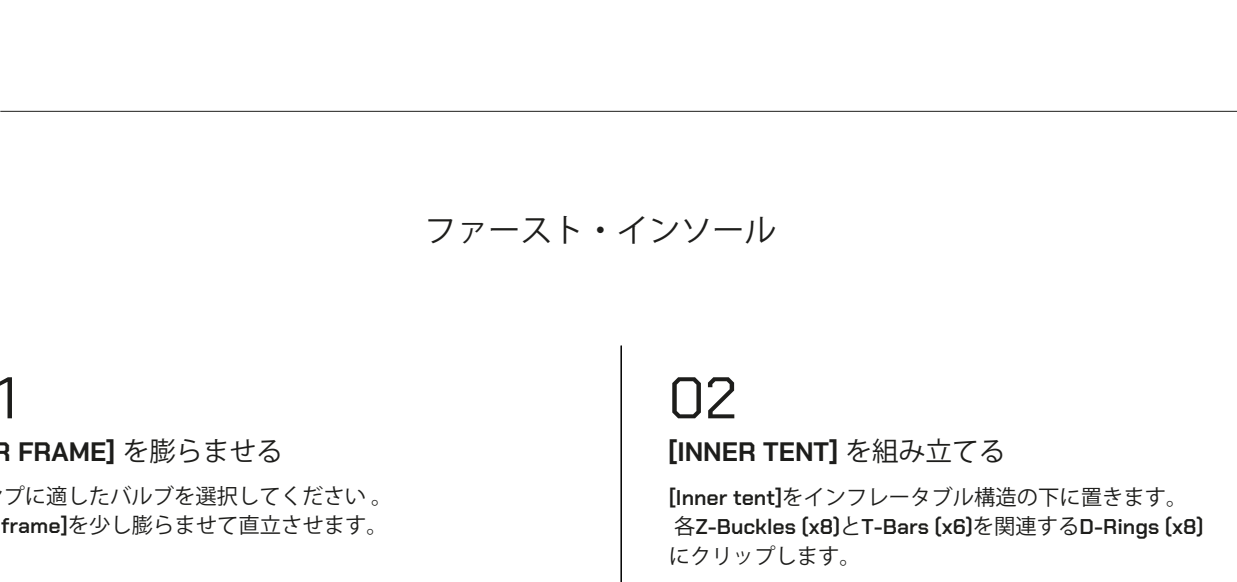 ファースト・インソール
1
R FRAME] を膨らませる
プに適したバルブを選択してください。
frame]を少し膨らませて直立させます。
02
[INNER TENT] を組み立てる
[Inner tent]をインフレータブル構造の下に置きます。
各Z-Buckles (x8)とT-Bars (x6)を関連するD-Rings (x8)
にクリップします。